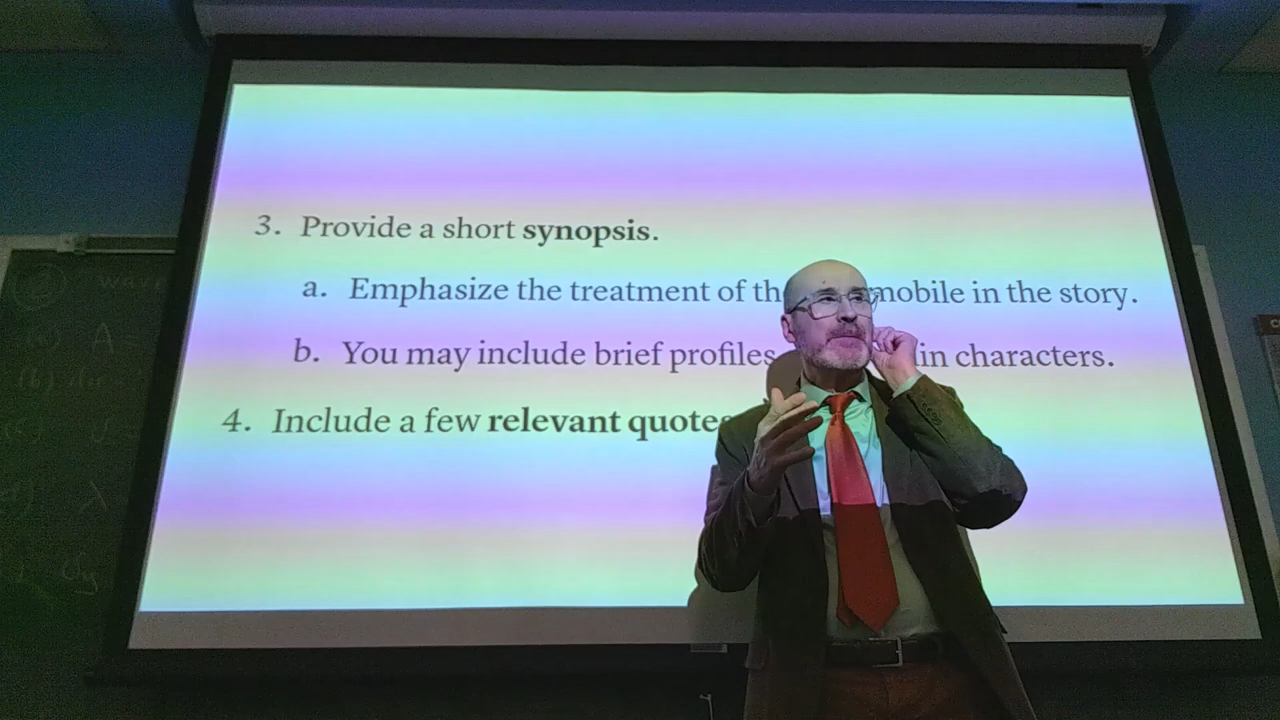 3. Provide a short synopsis.
a. Emphasize the treatment of th mobile in the story.
b. You may include brief profiles in characters.
4. Include a few relevant quotes
(a) A
(b)
λ